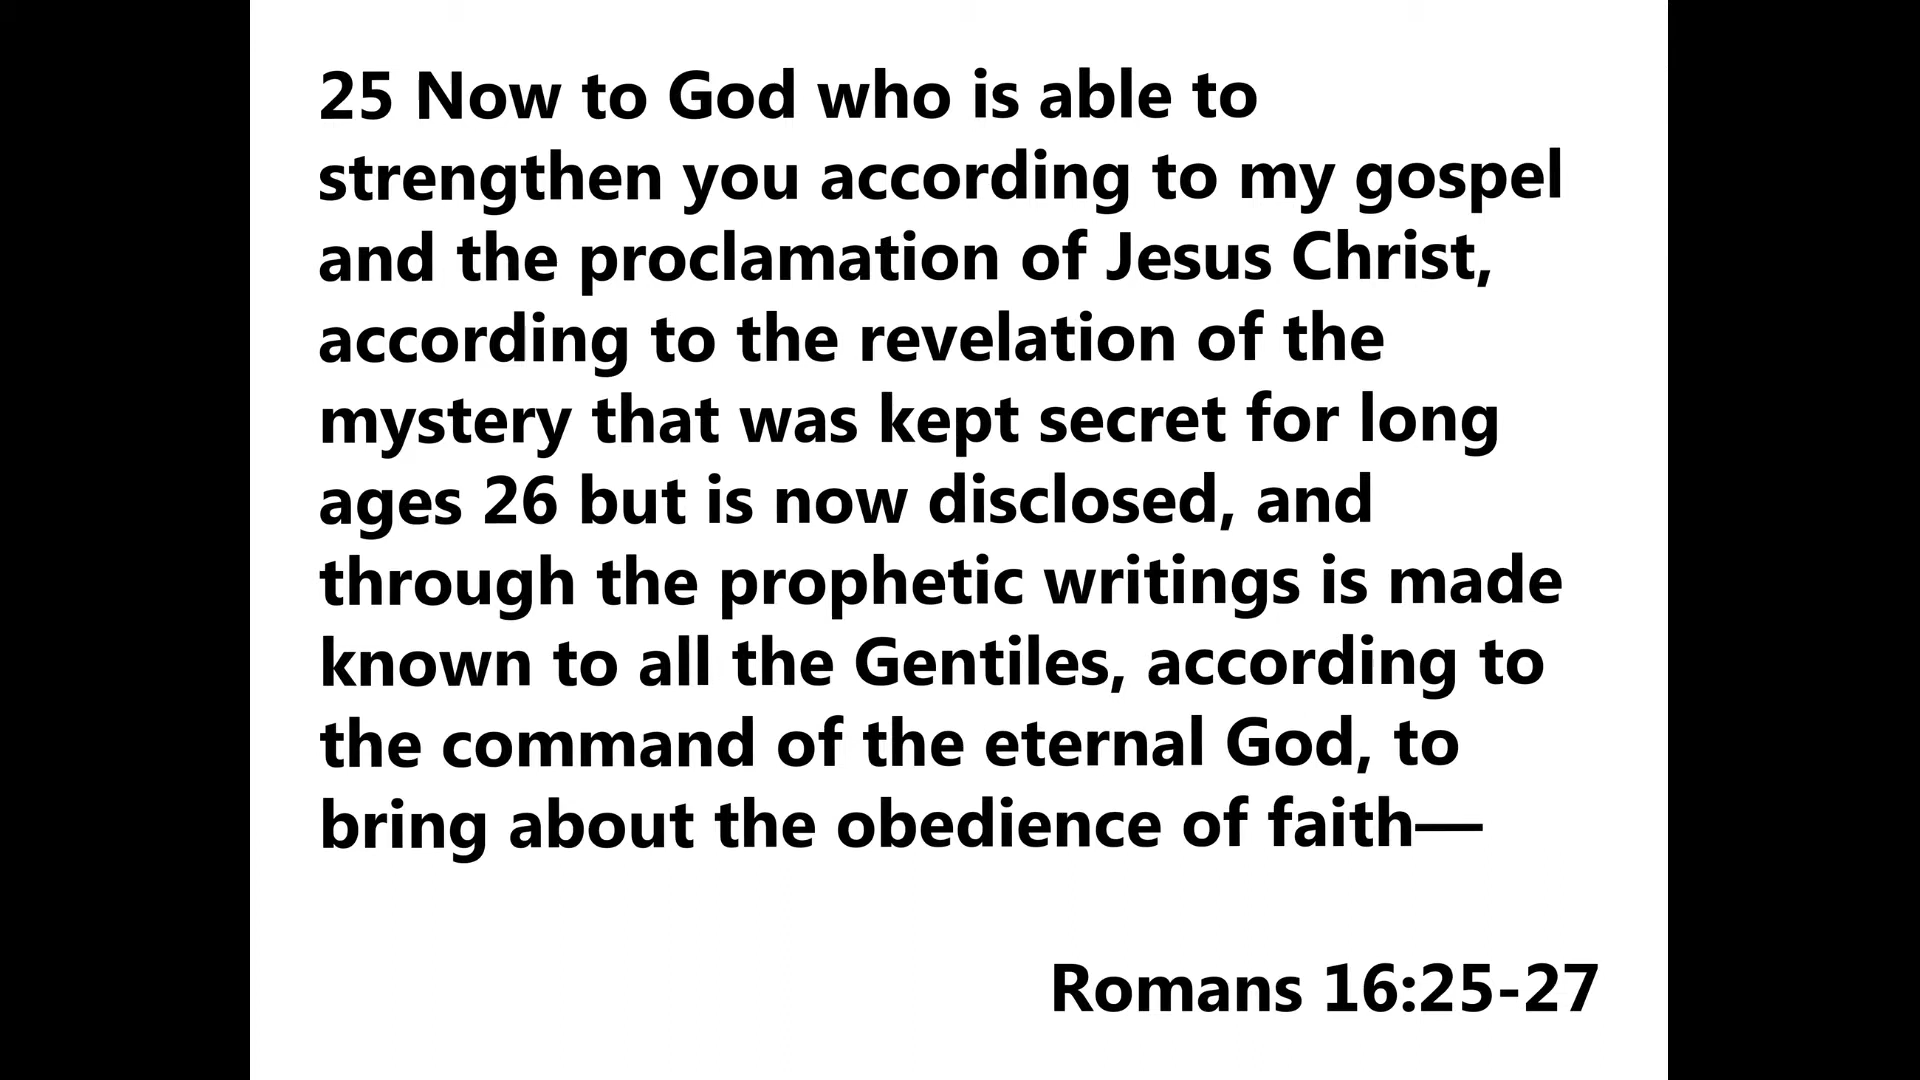 25 Now to God who is able to
strengthen you according to my gospel
and the proclamation of Jesus Christ,
according to the revelation of the
mystery that was kept secret for long
ages 26 but is now disclosed, and
through the prophetic writings is made
known to all the Gentiles, according to
the command of the eternal God, to
bring about the obedience of faith—
Romans 16:25-27